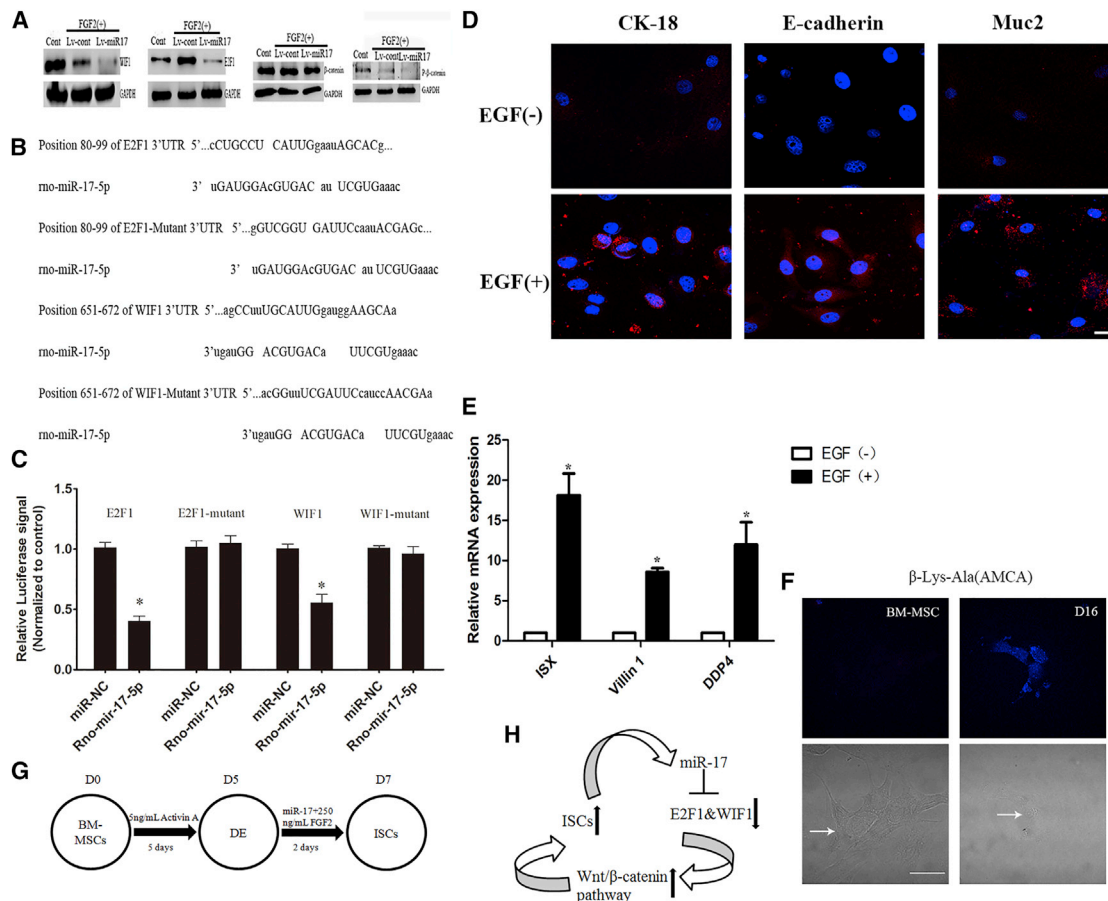 A
FGF2(+)
Cont Lv-cont Lv-miR17
WIF1
GAPDH
FGF2(+)
Cont Lv-cont Lv-miR17
E2F1
GAPDH
FGF2(+)
Cont Lv-cont Lv-miR17
β-catenin
GAPDH
FGF2(+)
Cont Lv-cont Lv-miR17
P-β-catenin
GAPDH
B
Position 80-99 of E2F1 3'UTR 5'...cCUGCCU CAUUGgaauAGCACg...
rno-miR-17-5p 3' uGAUGGAcGUGAC au UCGUGaaac
Position 80-99 of E2F1-Mutant 3'UTR 5'...gGUCGGU GAUUCcaauACGAGc...
rno-miR-17-5p 3' uGAUGGAcGUGAC au UCGUGaaac
Position 651-672 of WIF1 3'UTR 5'...agCCuuUGCAUUGgauggAAGCAa
rno-miR-17-5p 3'ugauGG ACGUGACa UUCGUgaaac
Position 651-672 of WIF1-Mutant 3'UTR 5'...acGGuuUCGAUUCcauccAACGAa
rno-miR-17-5p 3'ugauGG ACGUGACa UUCGUgaaac
C
Relative Luciferase signal
(Normalized to control)
1.5
1.0
0.5
0.0
E2F1 E2F1-mutant WIF1 WIF1-mutant
* *
miR-NC Rno-mir-17-5p miR-NC Rno-mir-17-5p miR-NC Rno-mir-17-5p miR-NC Rno-mir-17-5p
D
CK-18 E-cadherin Muc2
EGF(-)
EGF(+)
E
Relative mRNA expression
25
20
15
10
5
0
* * *
ISX Villin 1 DDP4
EGF (-)
EGF (+)
F
β-Lys-Ala(AMCA)
BM-MSC D16
G
D0 D5 D7
BM-MSCs
5ng/mL Activin A
5 days
DE
miR-17+250
ng/mL FGF2
2 days
ISCs
H
miR-17
E2F1&WIF1
Wnt/β-catenin
pathway
ISCs